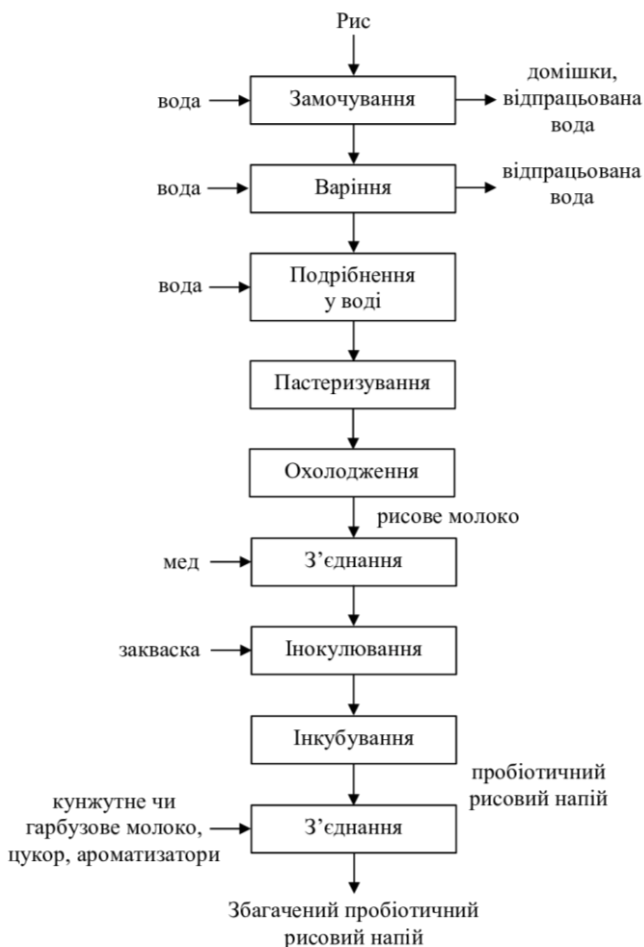 Рис
вода
Замочування
домішки,
відпрацьована
вода
вода
Варіння
відпрацьована
вода
вода
Подрібнення
у воді
Пастеризування
Охолодження
рисове молоко
мед
З’єднання
закваска
Інокулювання
Інкубування
пробіотичний
рисовий напій
кунжутне чи
гарбузове молоко,
цукор, ароматизатори
З’єднання
Збагачений пробіотичний
рисовий напій